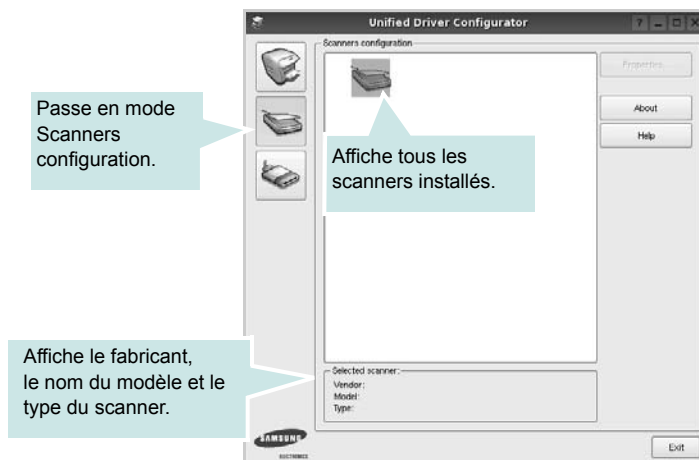 Unified Driver Configurator
Scanners configuration
Properties...
About
Help
Passe en mode
Scanners
configuration.
Affiche tous les
scanners installés.
Affiche le fabricant,
le nom du modèle et le
type du scanner.
Selected scanner:
Vendor:
Model:
Type:
SAMSUNG
ELECTRONICS
Exit